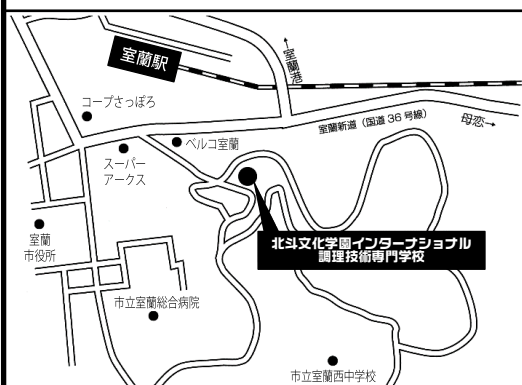 室蘭駅
↑室蘭港
コープさっぽろ
室蘭新道（国道36号線）
母恋→
ベルコ室蘭
スーパー
アークス
室蘭
市役所
北斗文化学園インターナショナル
調理技術専門学校
市立室蘭総合病院
市立室蘭西中学校